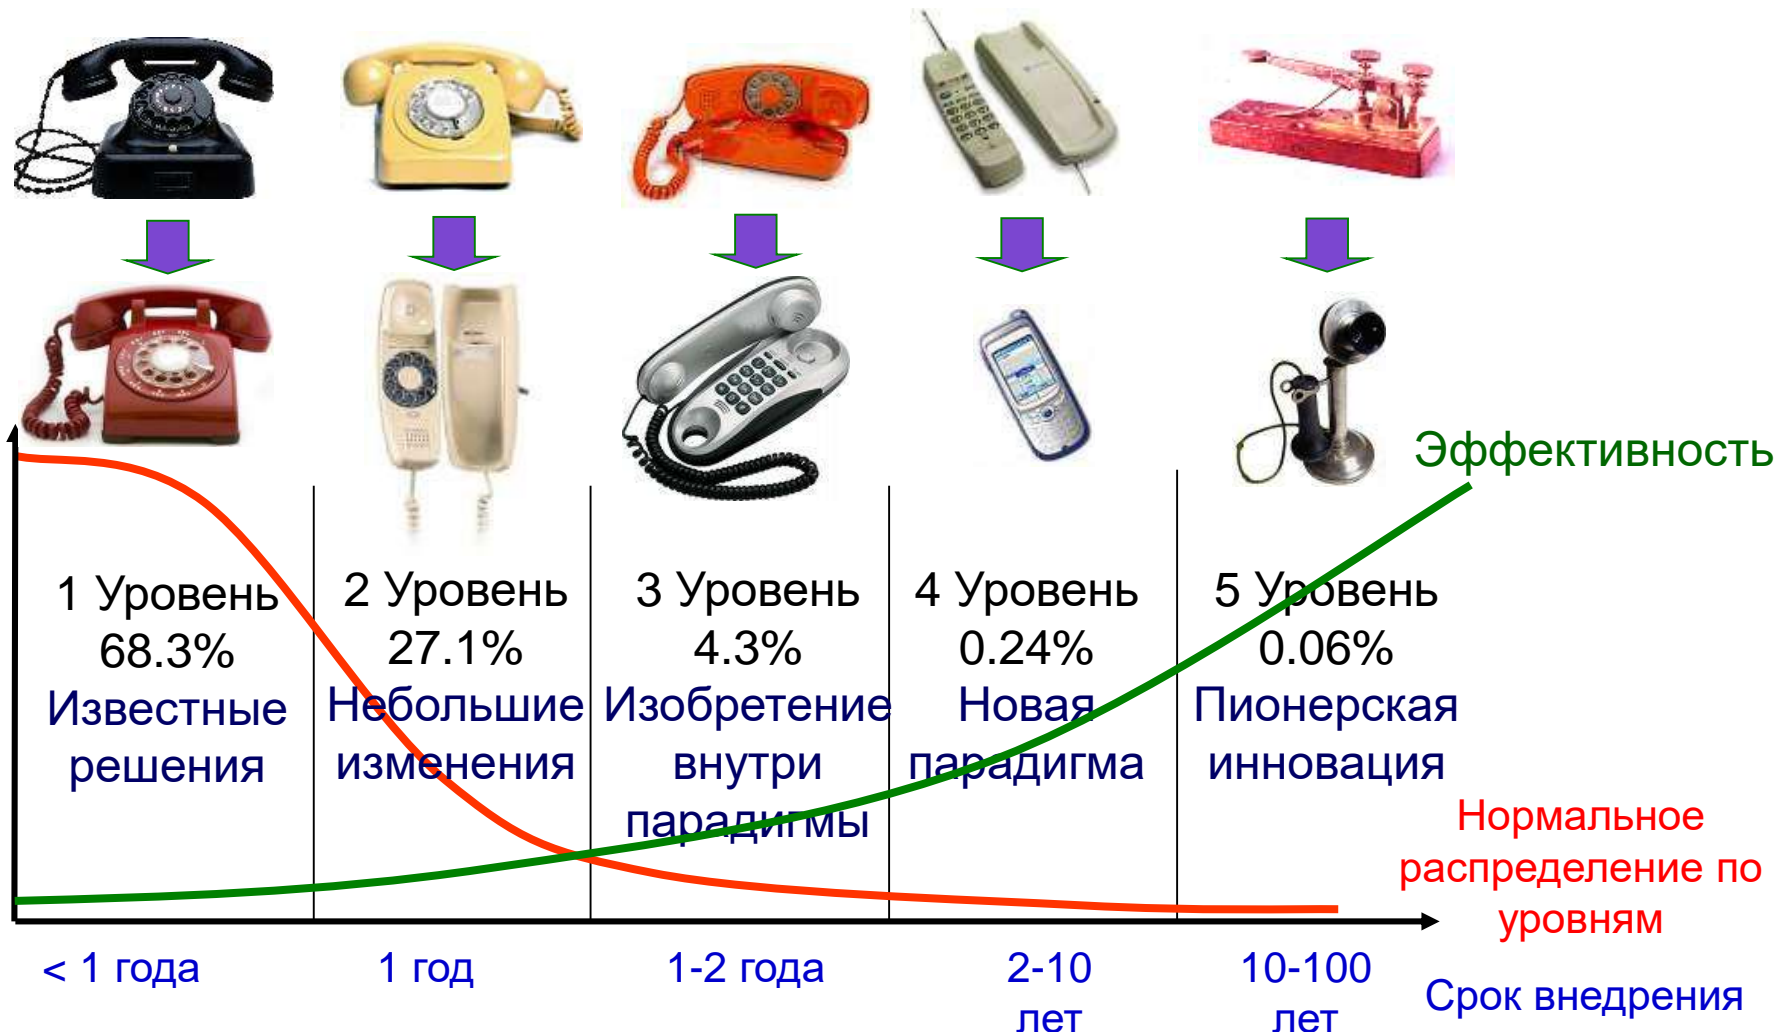 Эффективность
1 Уровень
68.3%
Известные
решения
2 Уровень
27.1%
Небольшие
изменения
3 Уровень
4.3%
Изобретение
внутри
парадигмы
4 Уровень
0.24%
Новая
парадигма
5 Уровень
0.06%
Пионерская
инновация
Нормальное
распределение по
уровням
< 1 года
1 год
1-2 года
2-10
лет
10-100
лет
Срок внедрения